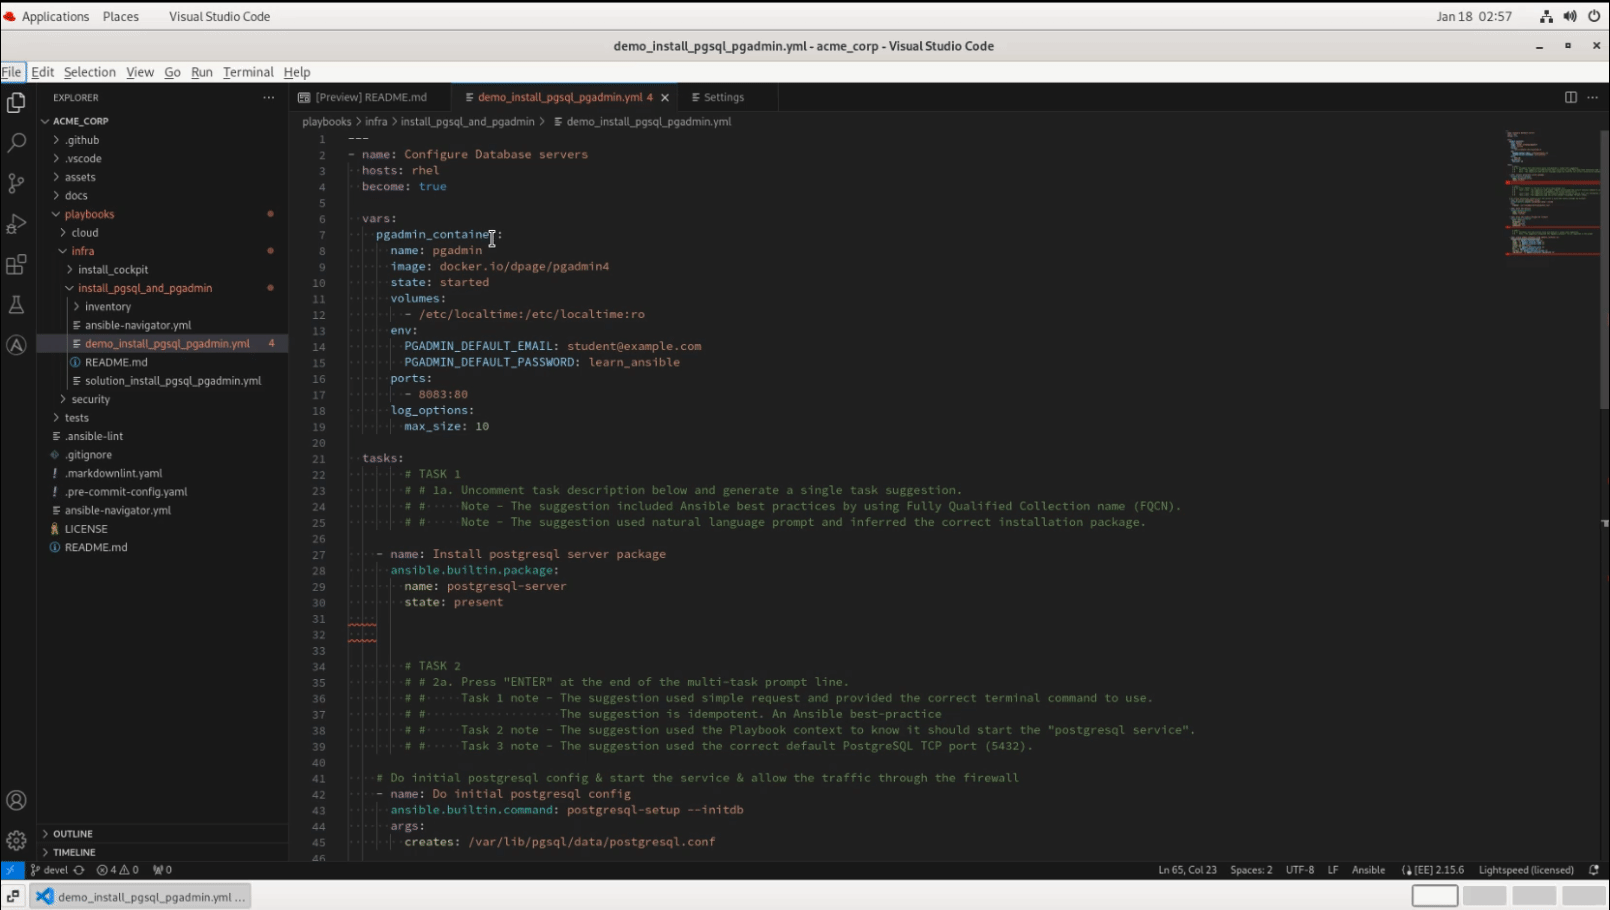 Applications Places Visual Studio Code Jan 18 02:57
demo_install_pgsql_pgadmin.yml - acme_corp - Visual Studio Code
File Edit Selection View Go Run Terminal Help
EXPLORER
ACME_CORP
.github
.vscode
assets
docs
playbooks
cloud
infra
install_cockpit
install_pgsql_and_pgadmin
inventory
ansible-navigator.yml
demo_install_pgsql_pgadmin.yml 4
README.md
solution_install_pgsql_pgadmin.yml
security
tests
.ansible-lint
.gitignore
.markdownlint.yaml
.pre-commit-config.yaml
ansible-navigator.yml
LICENSE
README.md
OUTLINE
TIMELINE
[Preview] README.md demo_install_pgsql_pgadmin.yml 4 Settings
playbooks > infra > install_pgsql_and_pgadmin > demo_install_pgsql_pgadmin.yml
1 ---
2 - name: Configure Database servers
3 hosts: rhel
4 become: true
5
6 vars:
7 pgadmin_container:
8 name: pgadmin
9 image: docker.io/dpage/pgadmin4
10 state: started
11 volumes:
12 - /etc/localtime:/etc/localtime:ro
13 env:
14 PGADMIN_DEFAULT_EMAIL: student@example.com
15 PGADMIN_DEFAULT_PASSWORD: learn_ansible
16 ports:
17 - 8083:80
18 log_options:
19 max_size: 10
20
21 tasks:
22 # TASK 1
23 # # 1a. Uncomment task description below and generate a single task suggestion.
24 # # Note - The suggestion included Ansible best practices by using Fully Qualified Collection name (FQCN).
25 # # Note - The suggestion used natural language prompt and inferred the correct installation package.
26
27 - name: Install postgresql server package
28 ansible.builtin.package:
29 name: postgresql-server
30 state: present
31
32
33
34 # TASK 2
35 # # 2a. Press "ENTER" at the end of the multi-task prompt line.
36 # # Task 1 note - The suggestion used simple request and provided the correct terminal command to use.
37 # # The suggestion is idempotent. An Ansible best-practice
38 # # Task 2 note - The suggestion used the Playbook context to know it should start the "postgresql service".
39 # # Task 3 note - The suggestion used the correct default PostgreSQL TCP port (5432).
40
41 # Do initial postgresql config & start the service & allow the traffic through the firewall
42 - name: Do initial postgresql config
43 ansible.builtin.command: postgresql-setup --initdb
44 args:
45 creates: /var/lib/pgsql/data/postgresql.conf
46
devel 4 0 0 Ln 65, Col 23 Spaces: 2 UTF-8 LF Ansible [EE] 2.15.6 Lightspeed (licensed)
demo_install_pgsql_pgadmin.yml ...